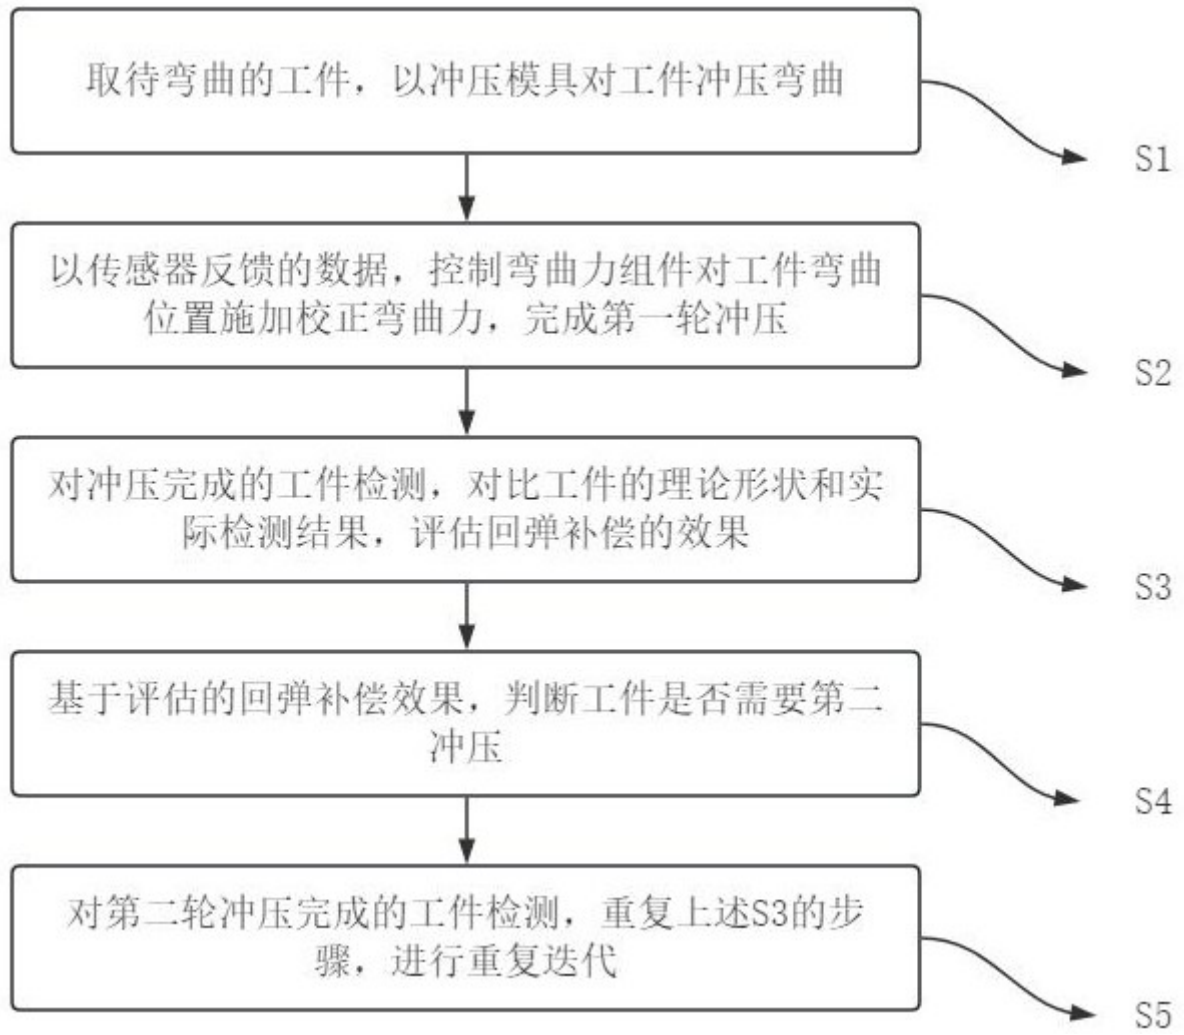 取待弯曲的工件，以冲压模具对工件冲压弯曲
S1
以传感器反馈的数据，控制弯曲力组件对工件弯曲
位置施加校正弯曲力，完成第一轮冲压
S2
对冲压完成的工件检测，对比工件的理论形状和实
际检测结果，评估回弹补偿的效果
S3
基于评估的回弹补偿效果，判断工件是否需要第二
冲压
S4
对第二轮冲压完成的工件检测，重复上述S3的步
骤，进行重复迭代
S5